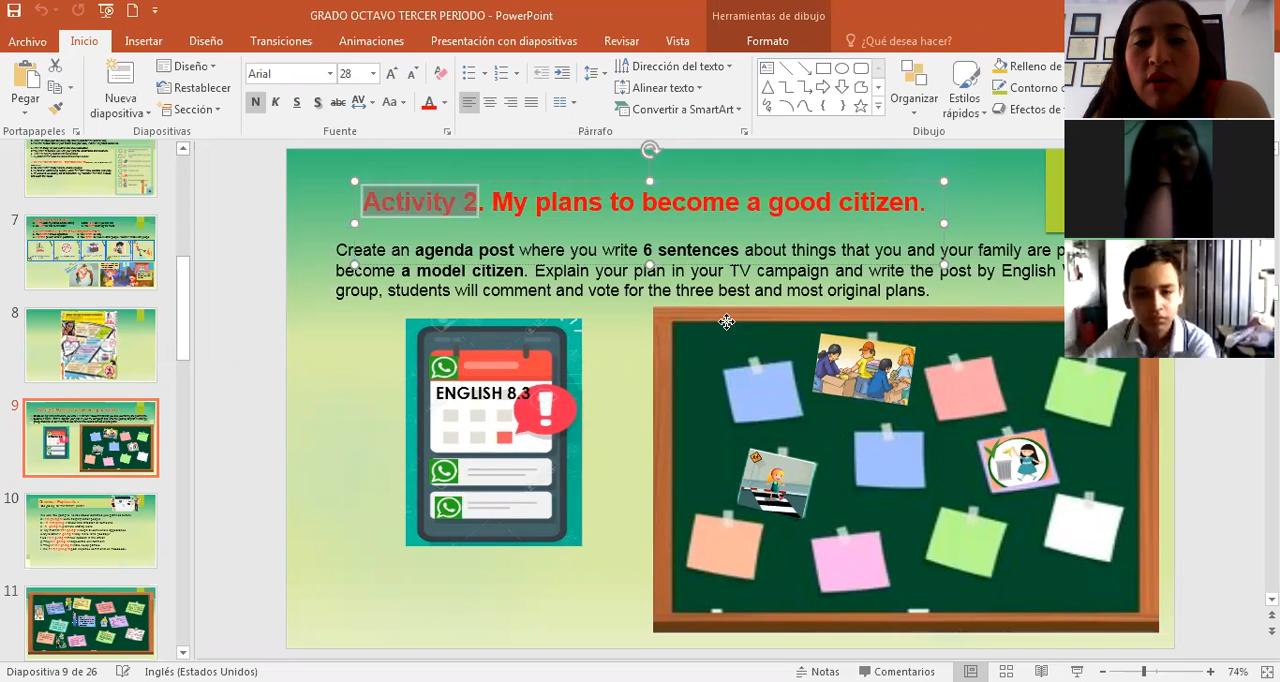 GRADO OCTAVO TERCER PERIODO - PowerPoint
Herramientas de dibujo
Archivo
Inicio
Insertar
Diseño
Transiciones
Animaciones
Presentación con diapositivas
Revisar
Vista
Formato
¿Qué desea hacer?
Pegar
Nueva diapositiva
Diseño
Restablecer
Sección
Arial
28
N K S S abc AV Aa A
Dirección del texto
Alinear texto
Convertir a SmartArt
Organizar
Estilos rápidos
Relleno de
Contorno
Efectos de
Portapapeles
Diapositivas
Fuente
Párrafo
Dibujo
7
8
9
10
11
Activity 2. My plans to become a good citizen.
Create an agenda post where you write 6 sentences about things that you and your family are p
become a model citizen. Explain your plan in your TV campaign and write the post by English
group, students will comment and vote for the three best and most original plans.
ENGLISH 8.3
Diapositiva 9 de 26
Inglés (Estados Unidos)
Notas
Comentarios
74%